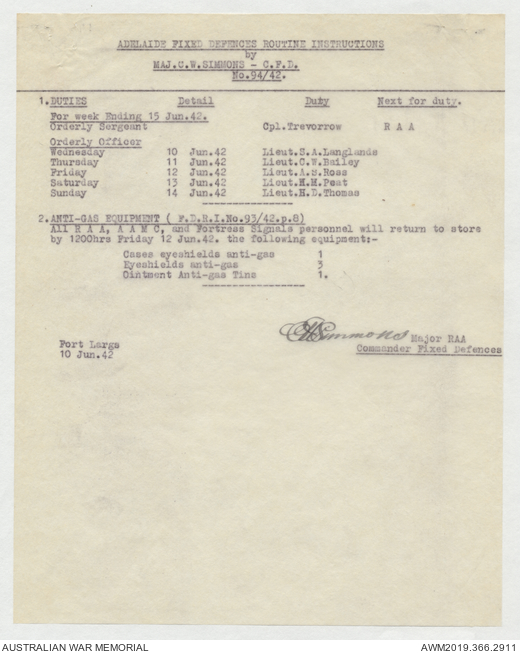 ADELAIDE FIXED DEFENCES ROUTINE INSTRUCTIONS
by
MAJ.C.W.SIMMONS - C.F.D.
No.94/42.
1.DUTIES Detail Duty Next for duty.
For week Ending 15 Jun.42.
Orderly Sergeant Cpl.Trevorrow R A A
Orderly Officer
Wednesday 10 Jun.42 Lieut.S.A.Langlands
Thursday 11 Jun.42 Lieut.C.W.Bailey
Friday 12 Jun.42 Lieut.A.S.Ross
Saturday 13 Jun.42 Lieut.H.M.Peat
Sunday 14 Jun.42 Lieut.H.D.Thomas
2.ANTI-GAS EQUIPMENT ( F.D.R.I.No.93/42.p.8)
All R A A, A A M C, and Fortress Signals personnel will return to store
by 1200hrs Friday 12 Jun.42. the following equipment:-
Cases eyeshields anti-gas 1
Eyeshields anti-gas 3
Ointment Anti-gas Tins 1.
CWSimmons Major RAA
Fort Largs
Commander Fixed Defences
10 Jun.42
AUSTRALIAN WAR MEMORIAL AWM2019.366.2911